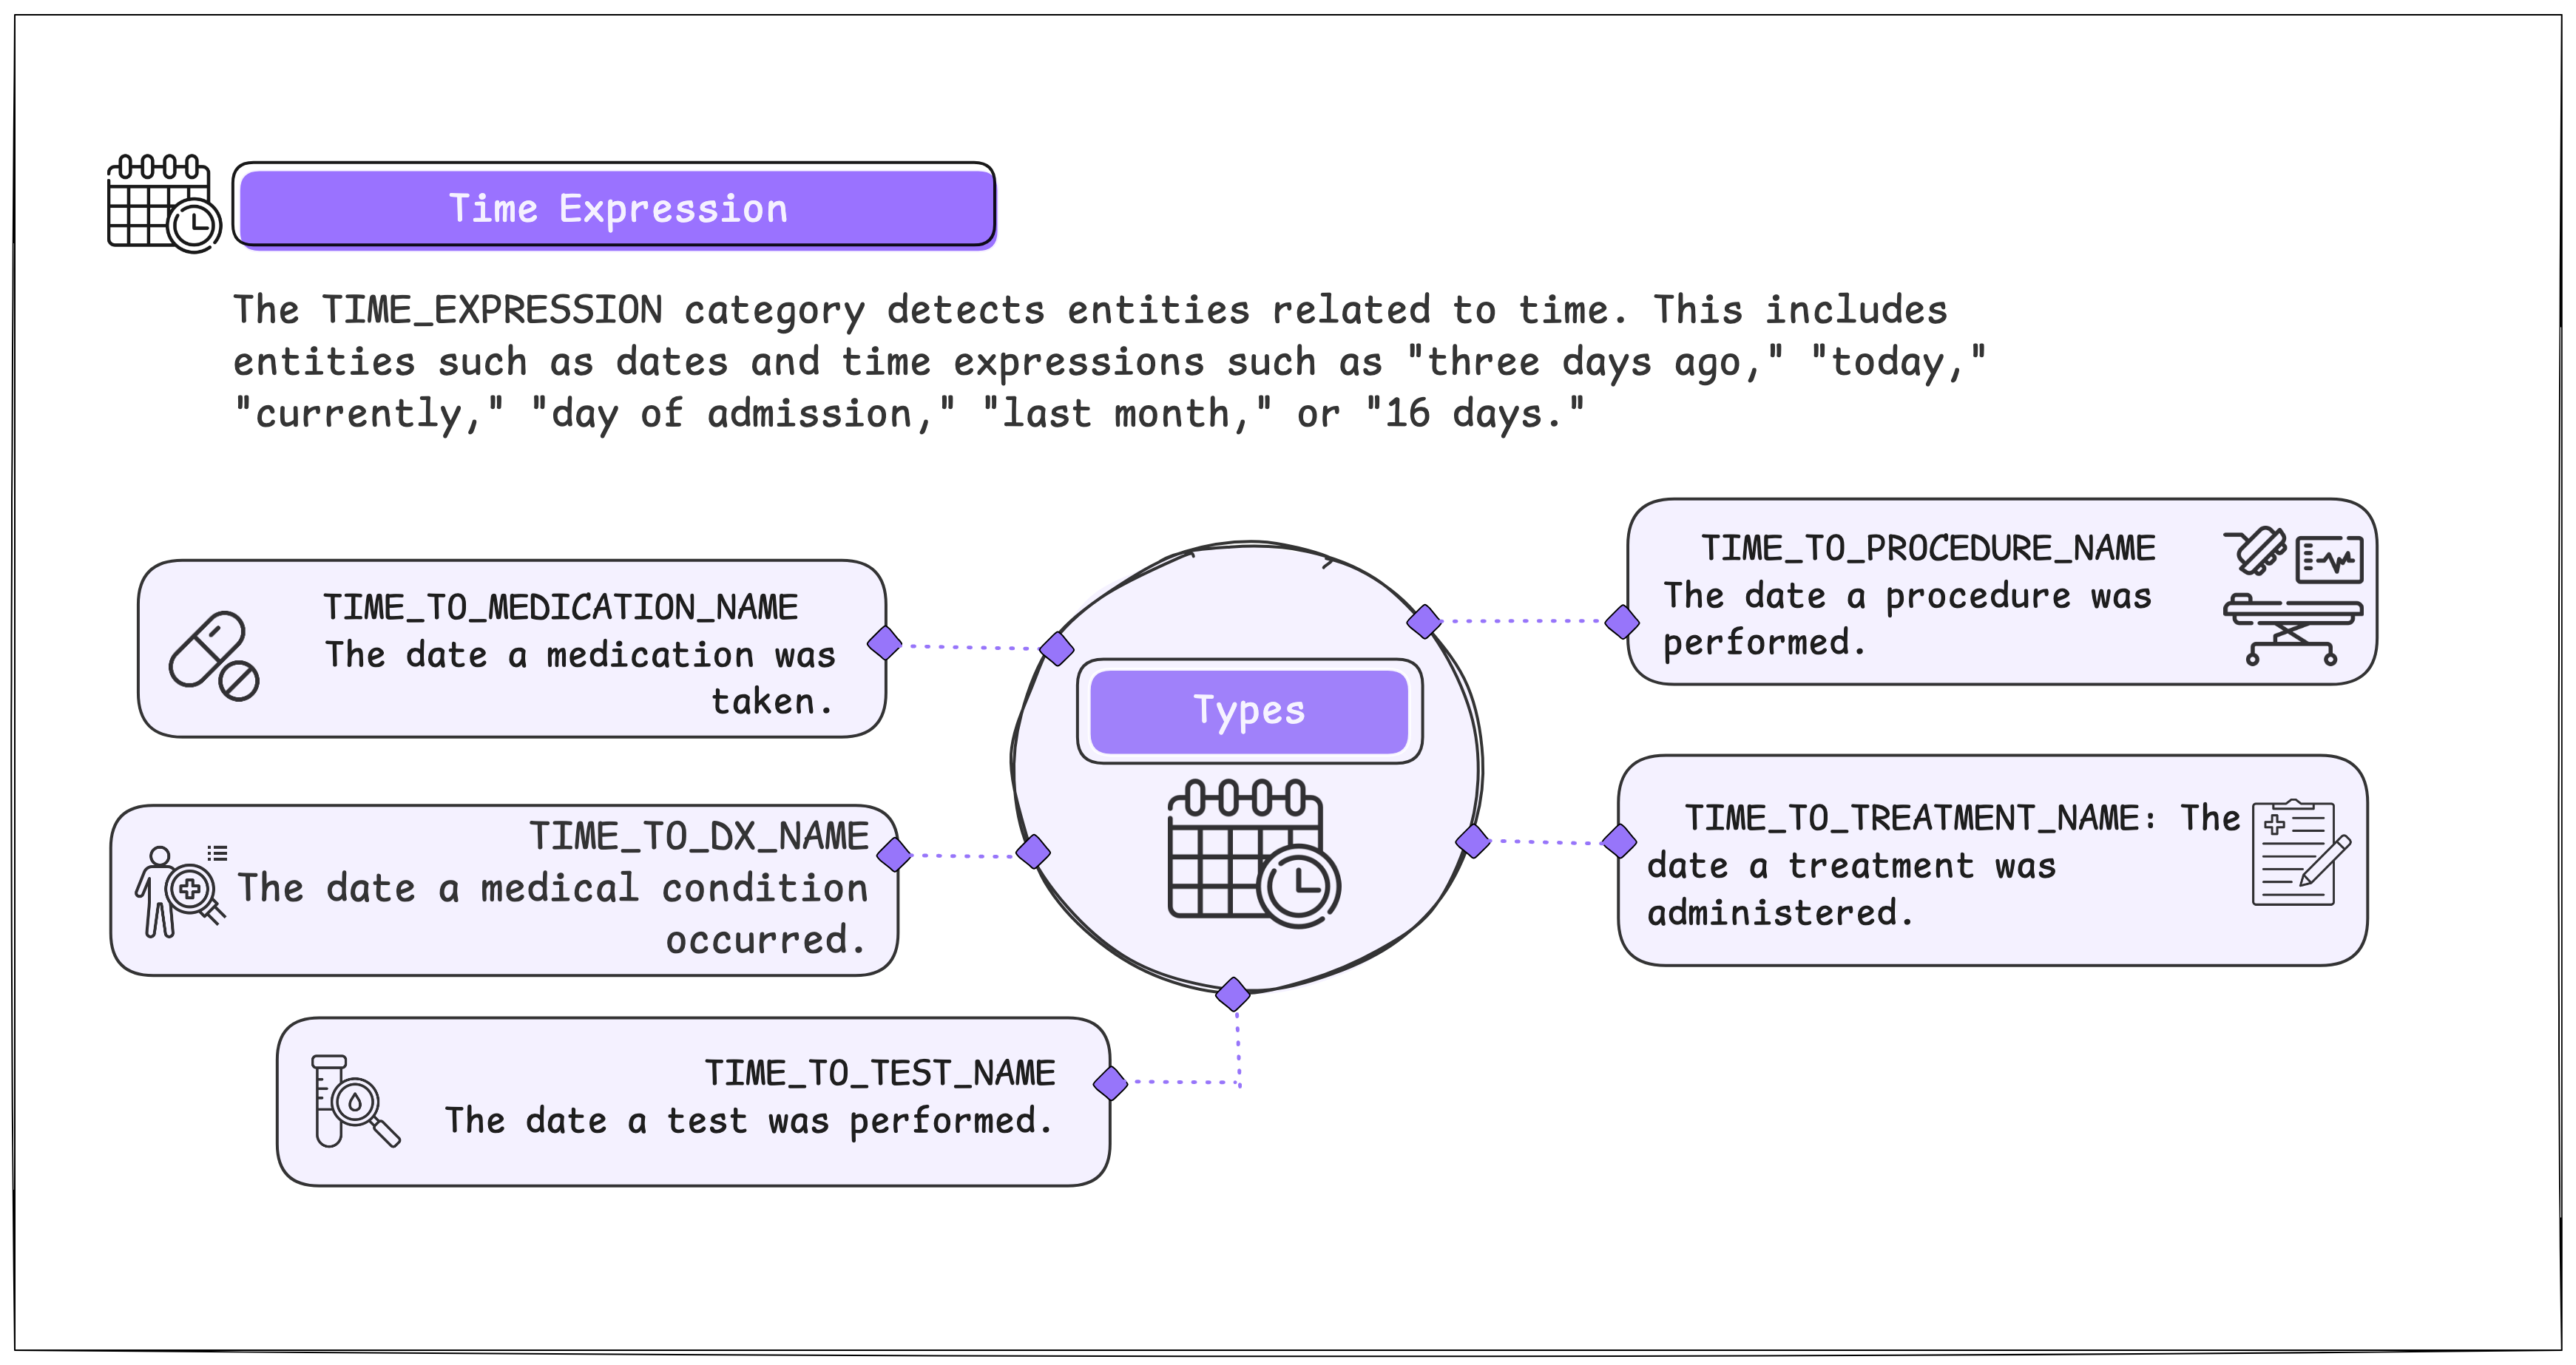 Time Expression
The TIME_EXPRESSION category detects entities related to time. This includes
entities such as dates and time expressions such as "three days ago," "today,"
"currently," "day of admission," "last month," or "16 days."
TIME_TO_MEDICATION_NAME
The date a medication was
taken.
TIME_TO_DX_NAME
The date a medical condition
occurred.
TIME_TO_TEST_NAME
The date a test was performed.
Types
TIME_TO_PROCEDURE_NAME
The date a procedure was
performed.
TIME_TO_TREATMENT_NAME: The
date a treatment was
administered.